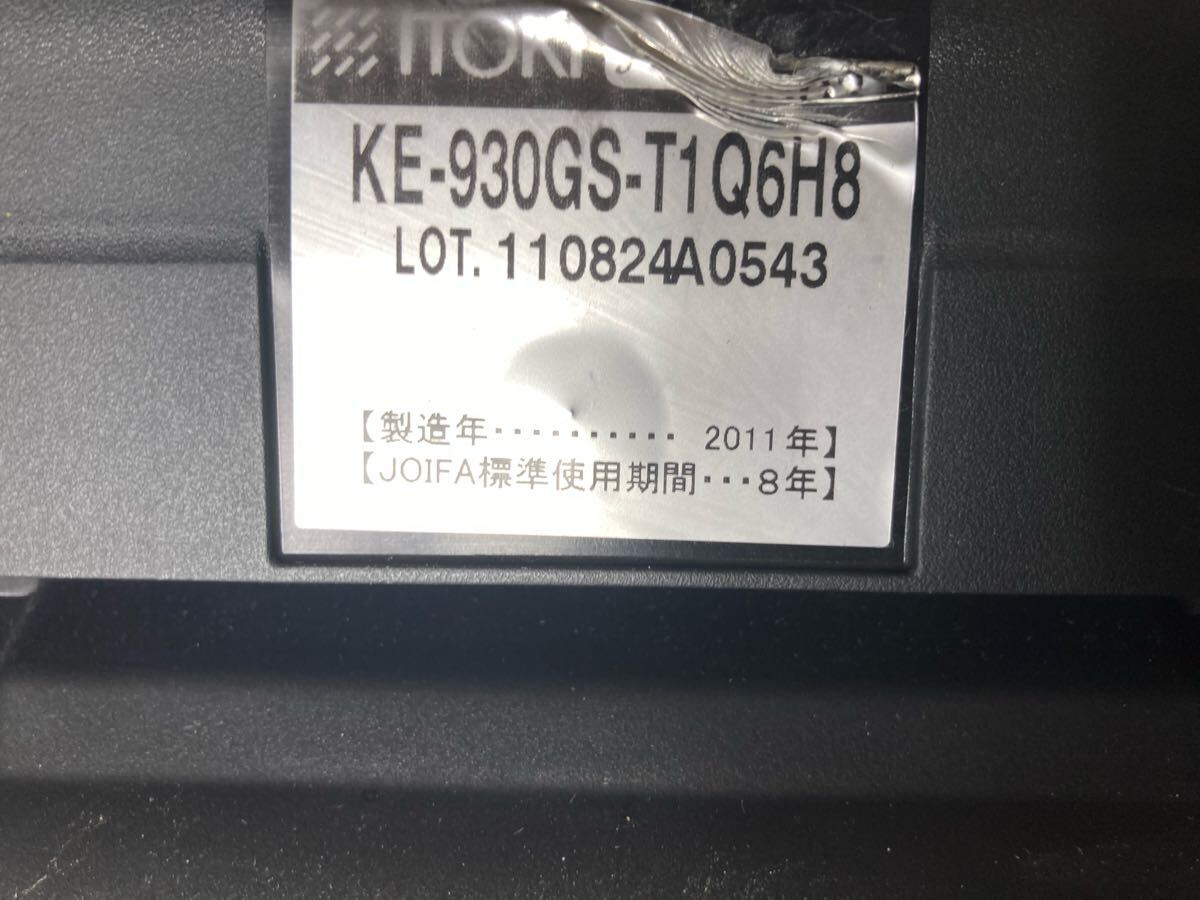 ITOKI
KE-930GS-T1Q6H8
LOT. 110824A0543
【製造年・・・・・・・・・・ 2011年】
【JOIFA標準使用期間・・・8年】